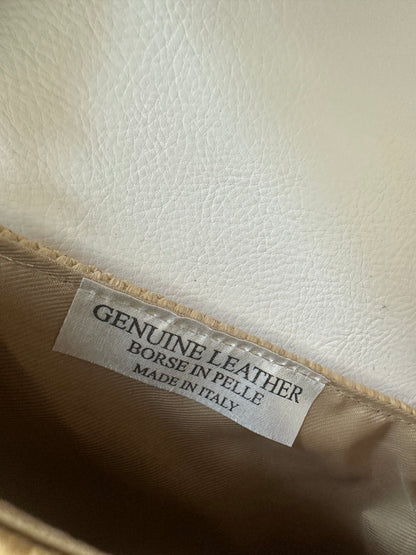 GENUINE LEATHER
BORSE IN PELLE
MADE IN ITALY